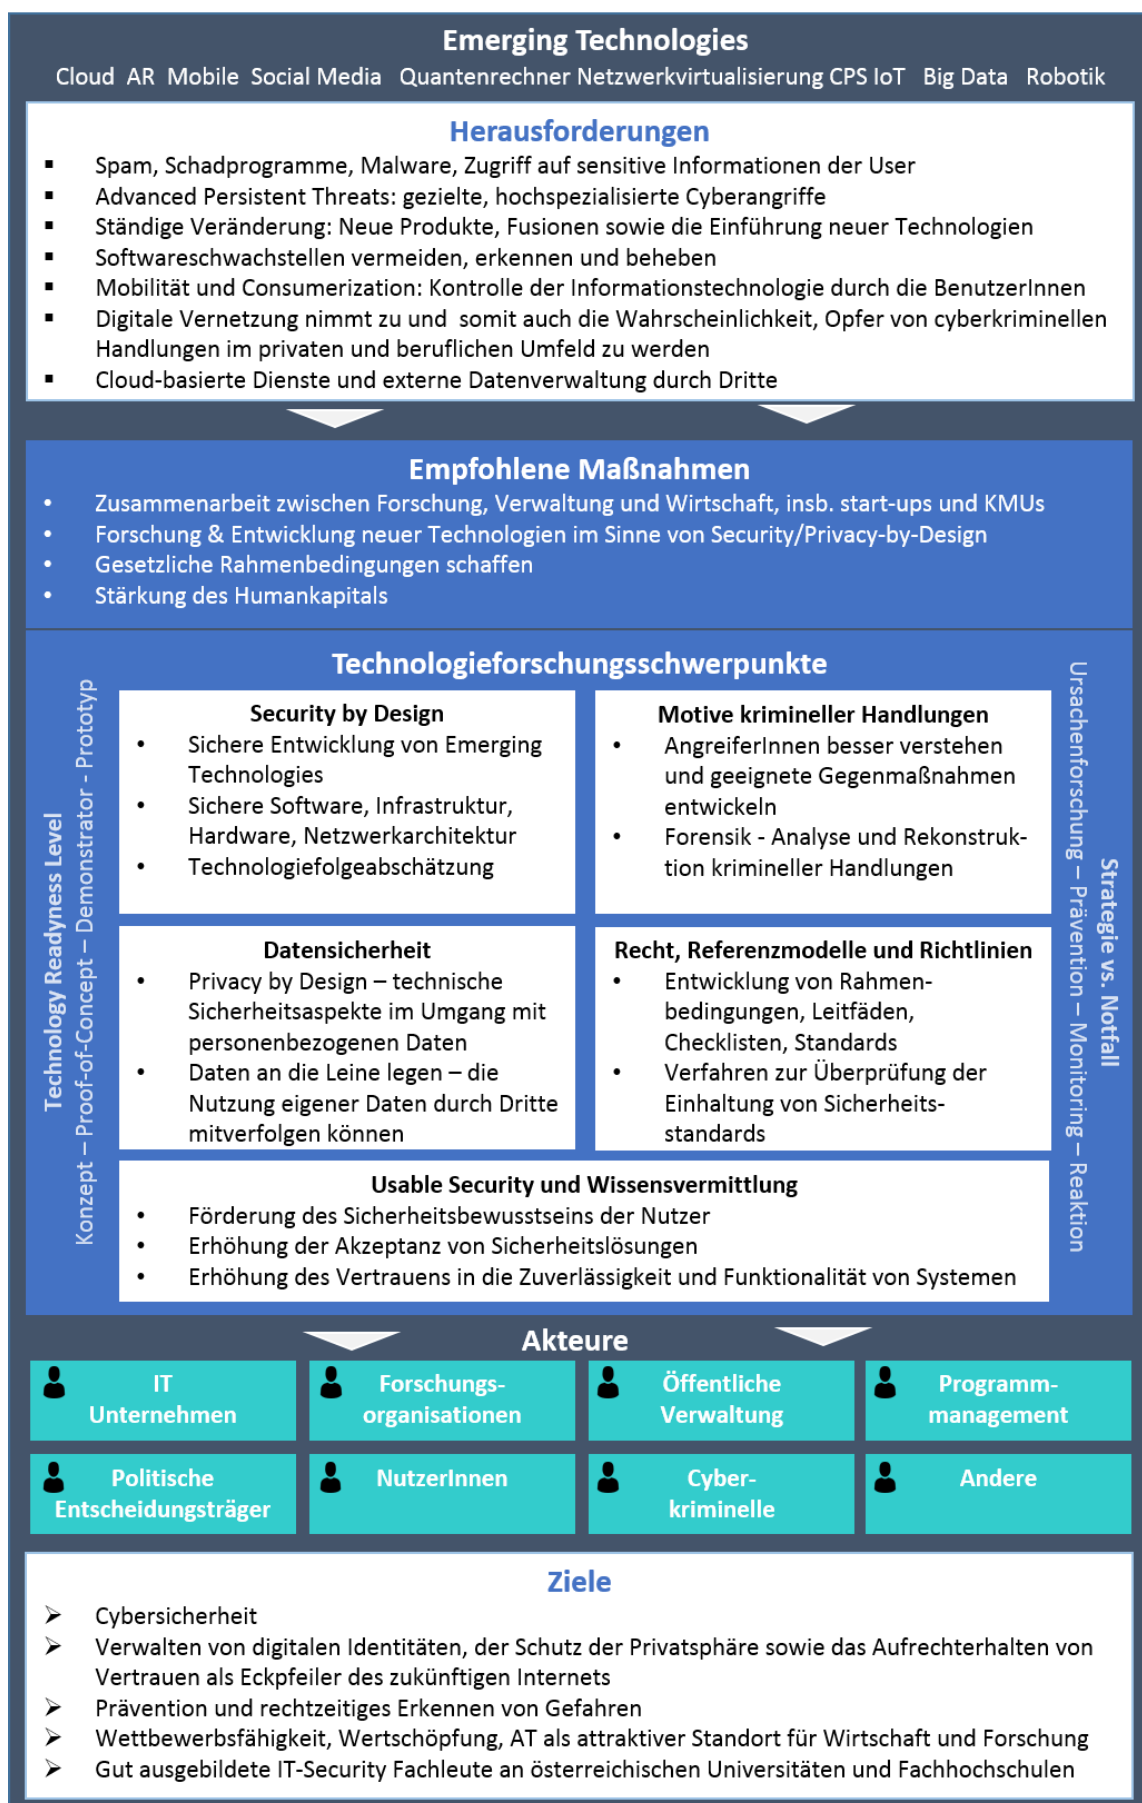 Emerging Technologies
Cloud AR Mobile Social Media Quantenrechner Netzwerkvirtualisierung CPS IoT Big Data Robotik
Herausforderungen
▪ Spam, Schadprogramme, Malware, Zugriff auf sensitive Informationen der User
▪ Advanced Persistent Threats: gezielte, hochspezialisierte Cyberangriffe
▪ Ständige Veränderung: Neue Produkte, Fusionen sowie die Einführung neuer Technologien
▪ Softwareschwachstellen vermeiden, erkennen und beheben
▪ Mobilität und Consumerization: Kontrolle der Informationstechnologie durch die BenutzerInnen
▪ Digitale Vernetzung nimmt zu und somit auch die Wahrscheinlichkeit, Opfer von cyberkriminellen
Handlungen im privaten und beruflichen Umfeld zu werden
▪ Cloud-basierte Dienste und externe Datenverwaltung durch Dritte
Empfohlene Maßnahmen
• Zusammenarbeit zwischen Forschung, Verwaltung und Wirtschaft, insb. start-ups und KMUs
• Forschung & Entwicklung neuer Technologien im Sinne von Security/Privacy-by-Design
• Gesetzliche Rahmenbedingungen schaffen
• Stärkung des Humankapitals
Technologieforschungsschwerpunkte
Technology Readyness Level
Konzept – Proof-of-Concept – Demonstrator - Prototyp
Security by Design
• Sichere Entwicklung von Emerging
Technologies
• Sichere Software, Infrastruktur,
Hardware, Netzwerkarchitektur
• Technologiefolgeabschätzung
Motive krimineller Handlungen
• AngreiferInnen besser verstehen
und geeignete Gegenmaßnahmen
entwickeln
• Forensik - Analyse und Rekonstruk-
tion krimineller Handlungen
Datensicherheit
• Privacy by Design – technische
Sicherheitsaspekte im Umgang mit
personenbezogenen Daten
• Daten an die Leine legen – die
Nutzung eigener Daten durch Dritte
mitverfolgen können
Recht, Referenzmodelle und Richtlinien
• Entwicklung von Rahmen-
bedingungen, Leitfäden,
Checklisten, Standards
• Verfahren zur Überprüfung der
Einhaltung von Sicherheits-
standards
Usable Security und Wissensvermittlung
• Förderung des Sicherheitsbewusstseins der Nutzer
• Erhöhung der Akzeptanz von Sicherheitslösungen
• Erhöhung des Vertrauens in die Zuverlässigkeit und Funktionalität von Systemen
Strategie vs. Notfall
Ursachenforschung – Prävention – Monitoring – Reaktion
Akteure
IT
Unternehmen
Forschungs-
organisationen
Öffentliche
Verwaltung
Programm-
management
Politische
Entscheidungsträger
NutzerInnen
Cyber-
kriminelle
Andere
Ziele
➢ Cybersicherheit
➢ Verwalten von digitalen Identitäten, der Schutz der Privatsphäre sowie das Aufrechterhalten von
Vertrauen als Eckpfeiler des zukünftigen Internets
➢ Prävention und rechtzeitiges Erkennen von Gefahren
➢ Wettbewerbsfähigkeit, Wertschöpfung, AT als attraktiver Standort für Wirtschaft und Forschung
➢ Gut ausgebildete IT-Security Fachleute an österreichischen Universitäten und Fachhochschulen